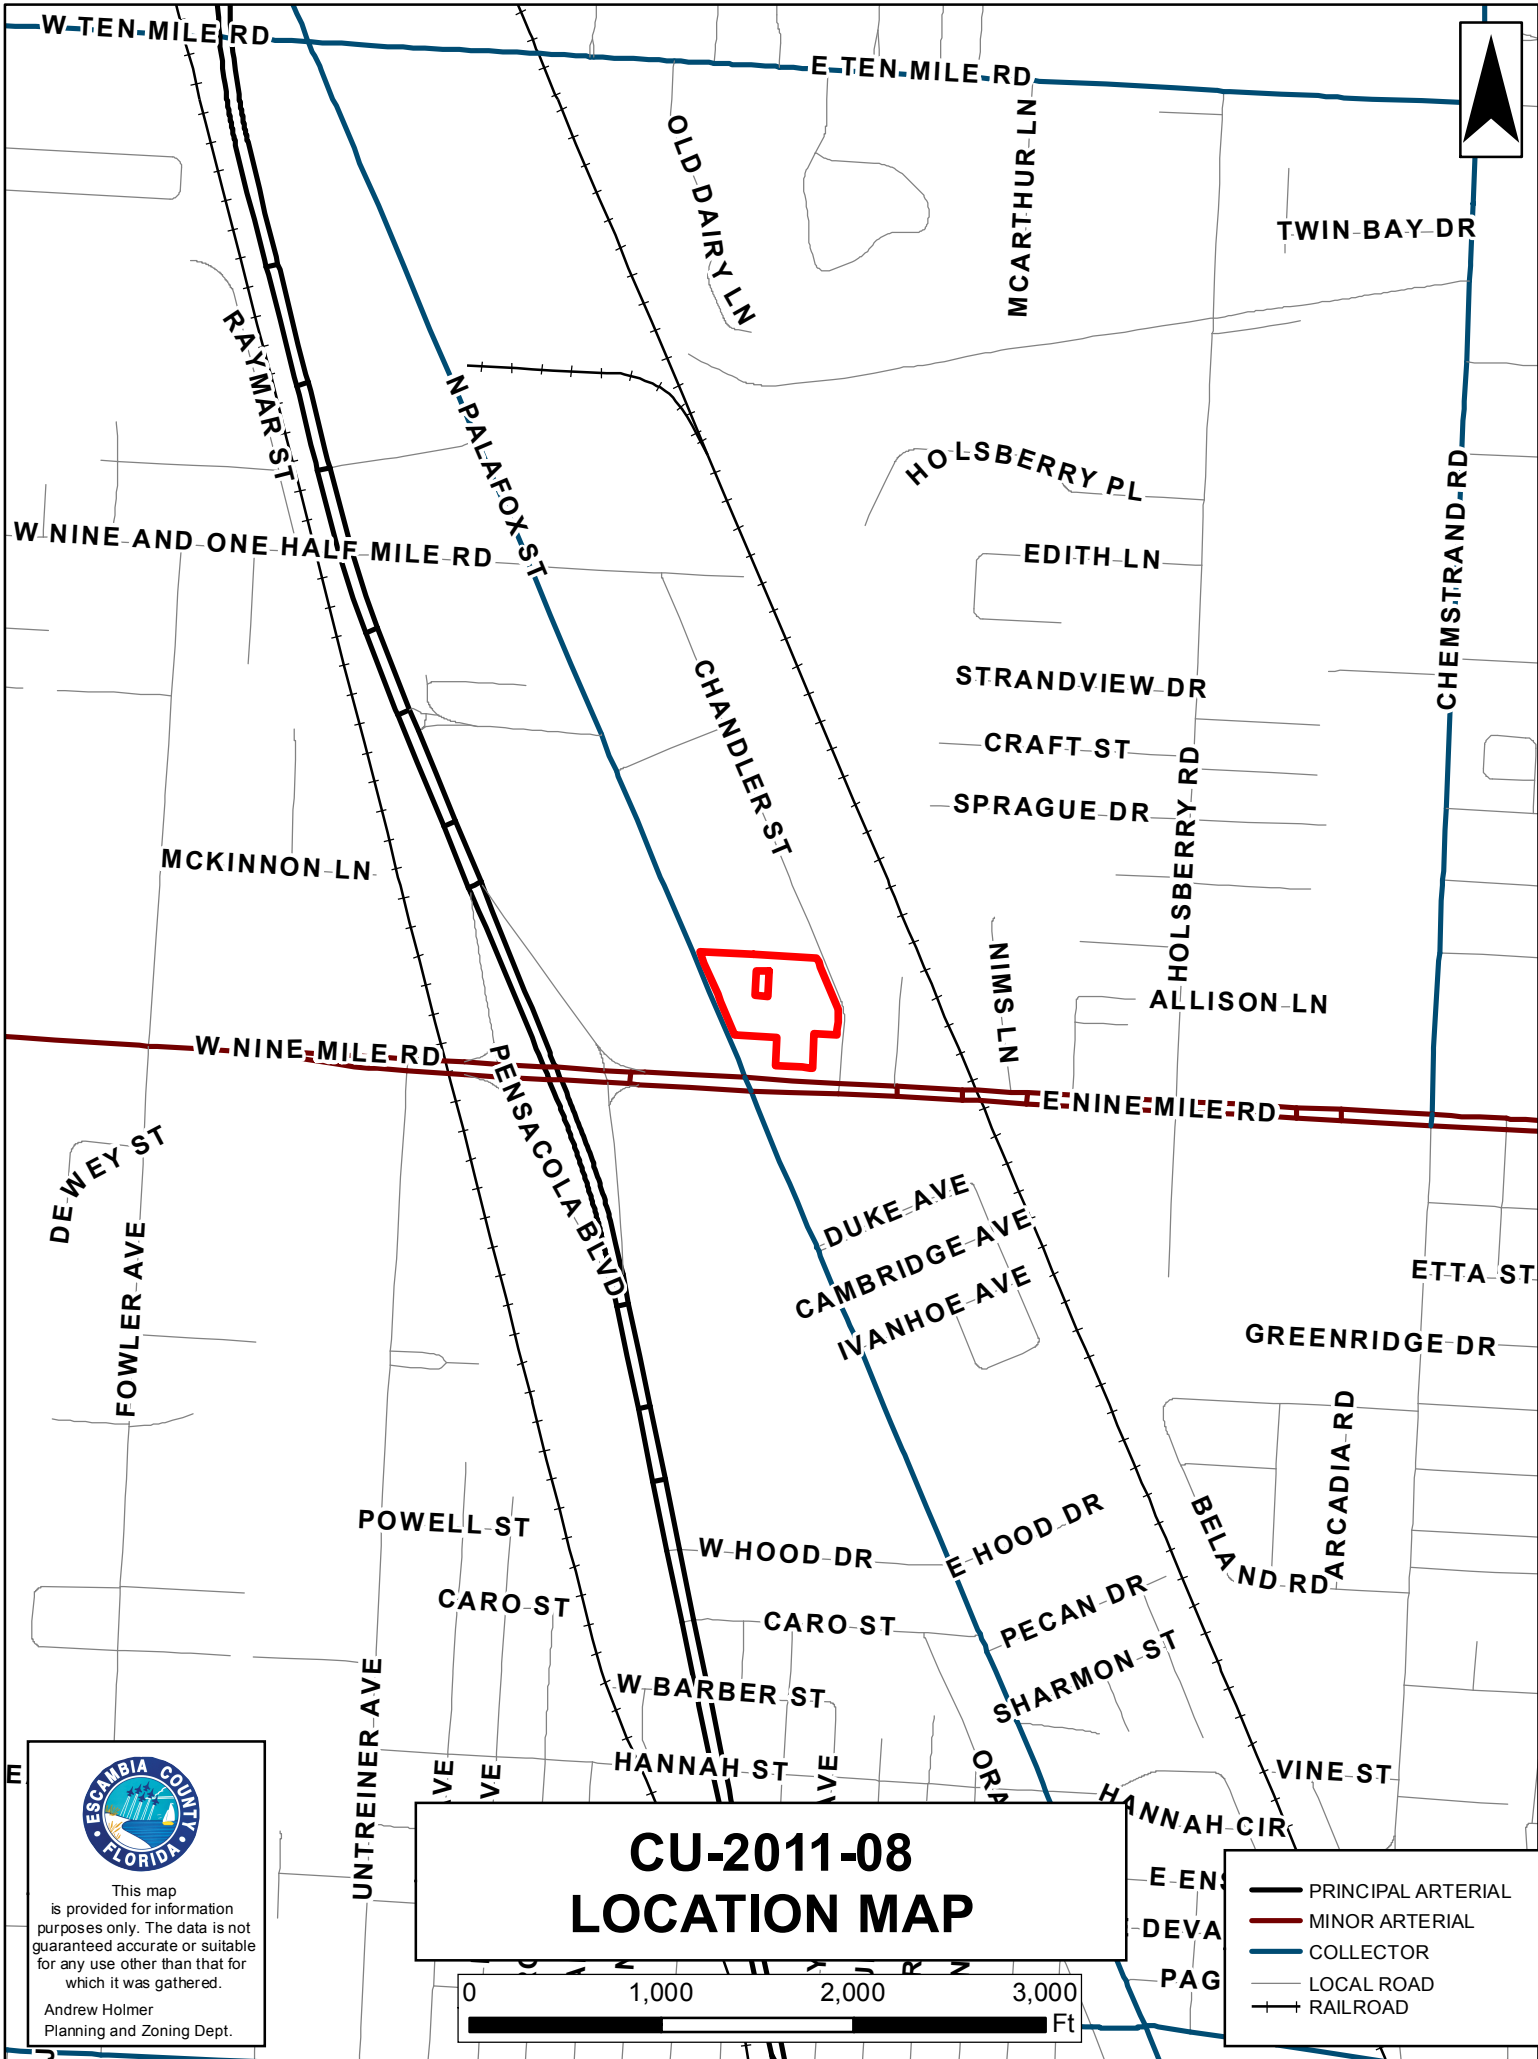 W TEN MILE RD
E TEN MILE RD
OLD DAIRY LN
MCARTHUR LN
TWIN BAY DR
RAYMAR ST
N PALAFOX ST
HOLSBERRY PL
CHEMSTRAND RD
W NINE AND ONE HALF MILE RD
EDITH LN
CHANDLER ST
STRANDVIEW DR
CRAFT ST
SPRAGUE DR
HOLSBERRY RD
MCKINNON LN
NIMS LN
ALLISON LN
W NINE MILE RD
PENSACOLA BLVD
E NINE MILE RD
DEWEY ST
FOWLER AVE
DUKE AVE
CAMBRIDGE AVE
IVANHOE AVE
ETTA ST
GREENRIDGE DR
ARCADIA RD
BELAND RD
POWELL ST
W HOOD DR
E HOOD DR
CARO ST
CARO ST
PECAN DR
SHARMON ST
W BARBER ST
UNTREINER AVE
HANNAH ST
AVE
AVE
AVE
ORA
VINE ST
HANNAH CIR
E ENS
DEVA
PAG
ESCAMBIA COUNTY
FLORIDA
This map
is provided for information
purposes only. The data is not
guaranteed accurate or suitable
for any use other than that for
which it was gathered.
Andrew Holmer
Planning and Zoning Dept.
CU-2011-08
LOCATION MAP
0 1,000 2,000 3,000
Ft
PRINCIPAL ARTERIAL
MINOR ARTERIAL
COLLECTOR
LOCAL ROAD
RAILROAD